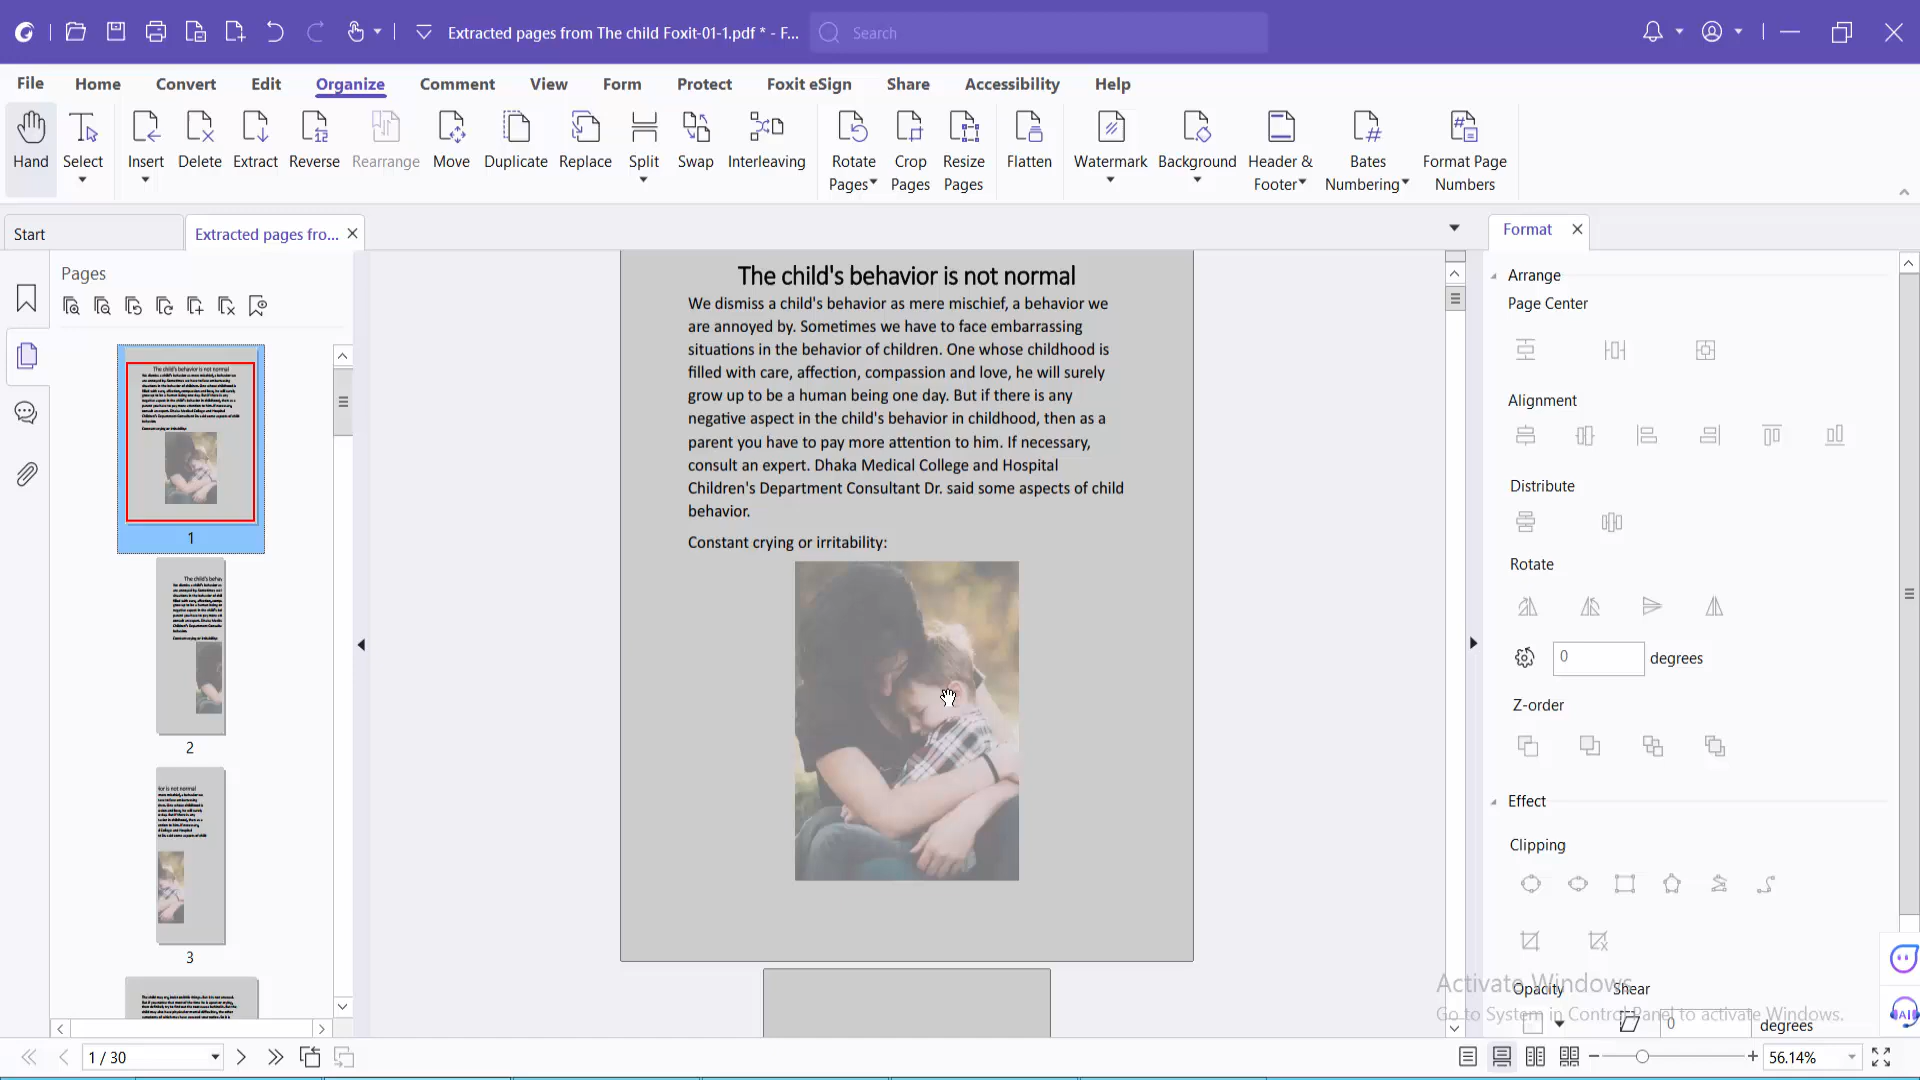 Extracted pages from The child Foxit-01-1.pdf * - F...
Search
File
Home
Convert
Edit
Organize
Comment
View
Form
Protect
Foxit eSign
Share
Accessibility
Help
Hand
Select
Insert
Delete
Extract
Reverse
Rearrange
Move
Duplicate
Replace
Split
Swap
Interleaving
Rotate
Pages
Crop
Pages
Resize
Pages
Flatten
Watermark
Background
Header &
Footer
Bates
Numbering
Format Page
Numbers
Start
Extracted pages fro...
Format
Pages
1
2
3
The child's behavior is not normal
We dismiss a child's behavior as mere mischief, a behavior we
are annoyed by. Sometimes we have to face embarrassing
situations in the behavior of children. One whose childhood is
filled with care, affection, compassion and love, he will surely
grow up to be a human being one day. But if there is any
negative aspect in the child's behavior in childhood, then as a
parent you have to pay more attention to him. If necessary,
consult an expert. Dhaka Medical College and Hospital
Children's Department Consultant Dr. said some aspects of child
behavior.
Constant crying or irritability:
Arrange
Page Center
Alignment
Distribute
Rotate
0
degrees
Z-order
Effect
Clipping
Opacity
Shear
0
degrees
Activate Windows
Go to System in Control Panel to activate Windows.
AI
1 / 30
56.14%